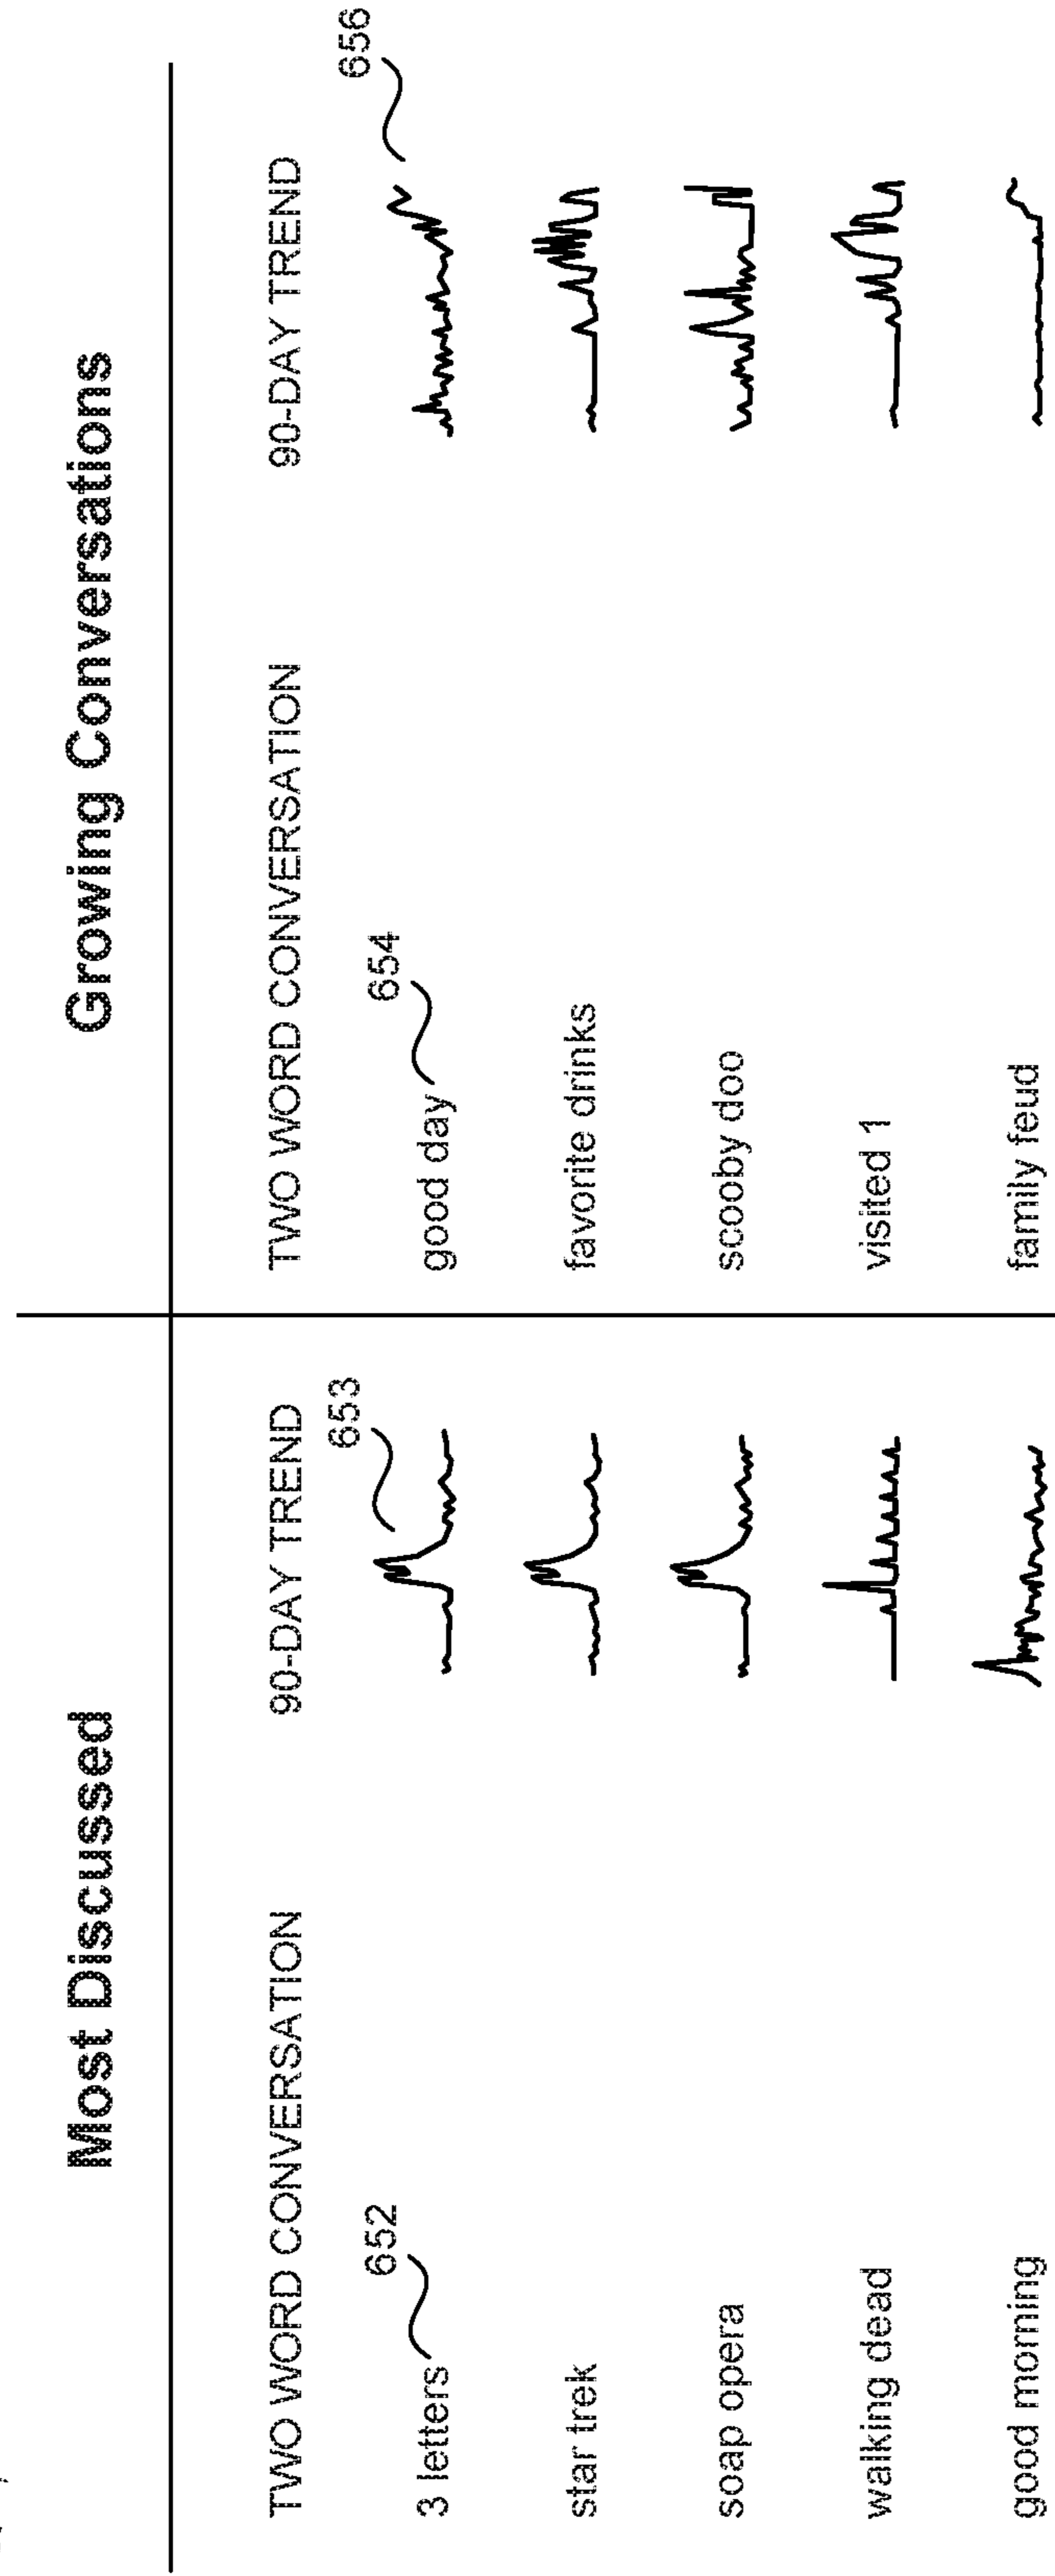 Most Discussed Growing Conversations
TWO WORD CONVERSATION 90-DAY TREND TWO WORD CONVERSATION 90-DAY TREND
652 653 654 656
3 letters good day
star trek favorite drinks
soap opera scooby doo
walking dead visited 1
good morning family feud